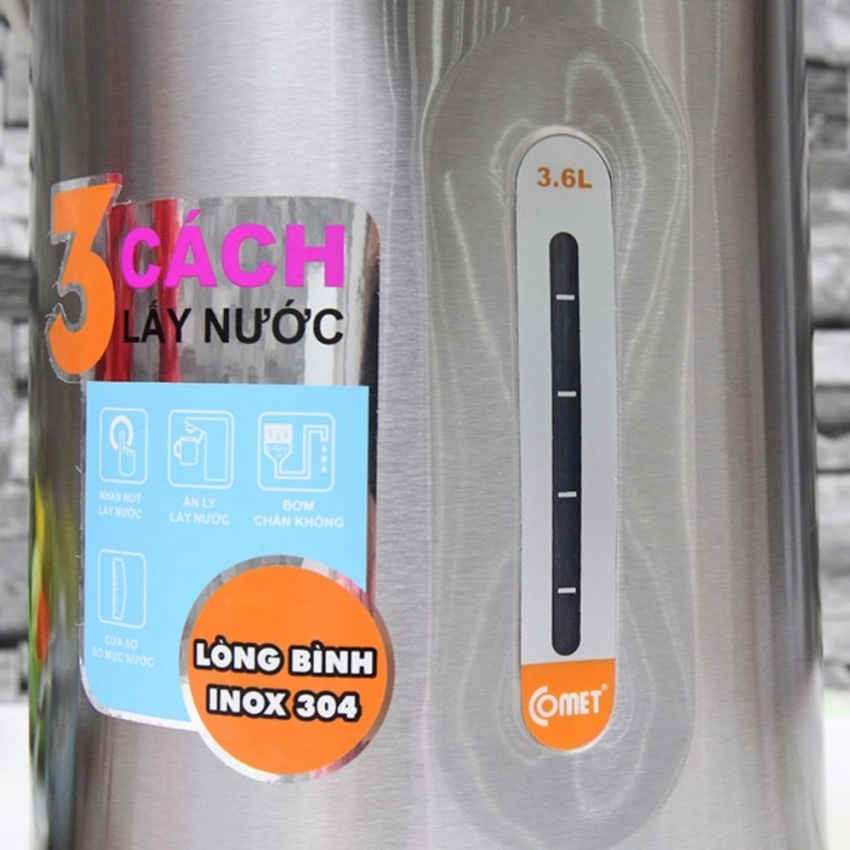 3 CÁCH
LẤY NƯỚC
NHẤN NÚT
LẤY NƯỚC
ẤN LY
LẤY NƯỚC
BƠM
CHÂN KHÔNG
CỬA SỔ
ĐO MỰC NƯỚC
LÒNG BÌNH
INOX 304
3.6L
COMET®